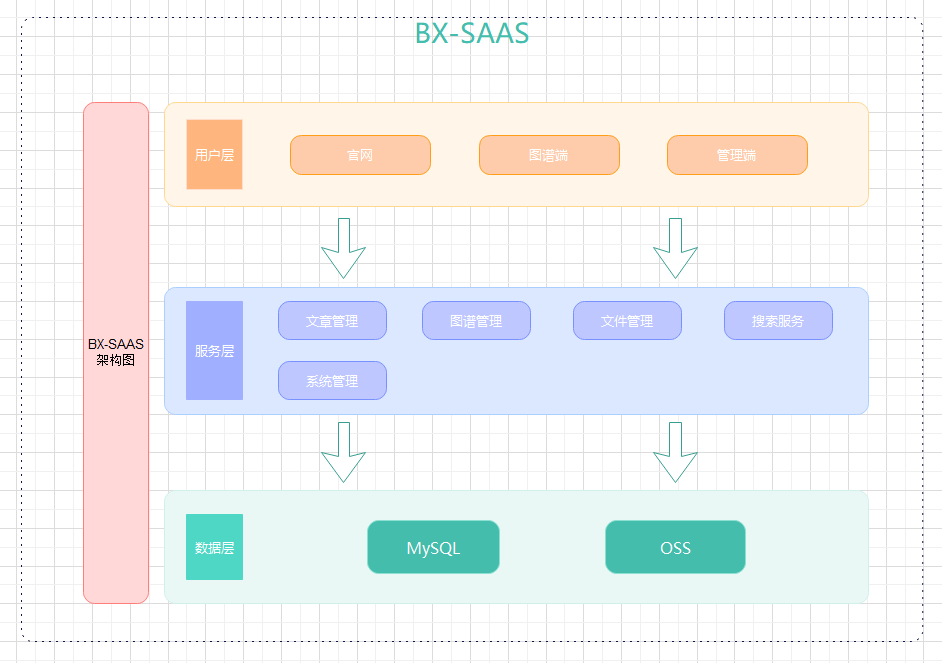 BX-SAAS
BX-SAAS
架构图
用户层
官网
图谱端
管理端
服务层
文章管理
图谱管理
文件管理
搜索服务
系统管理
数据层
MySQL
OSS